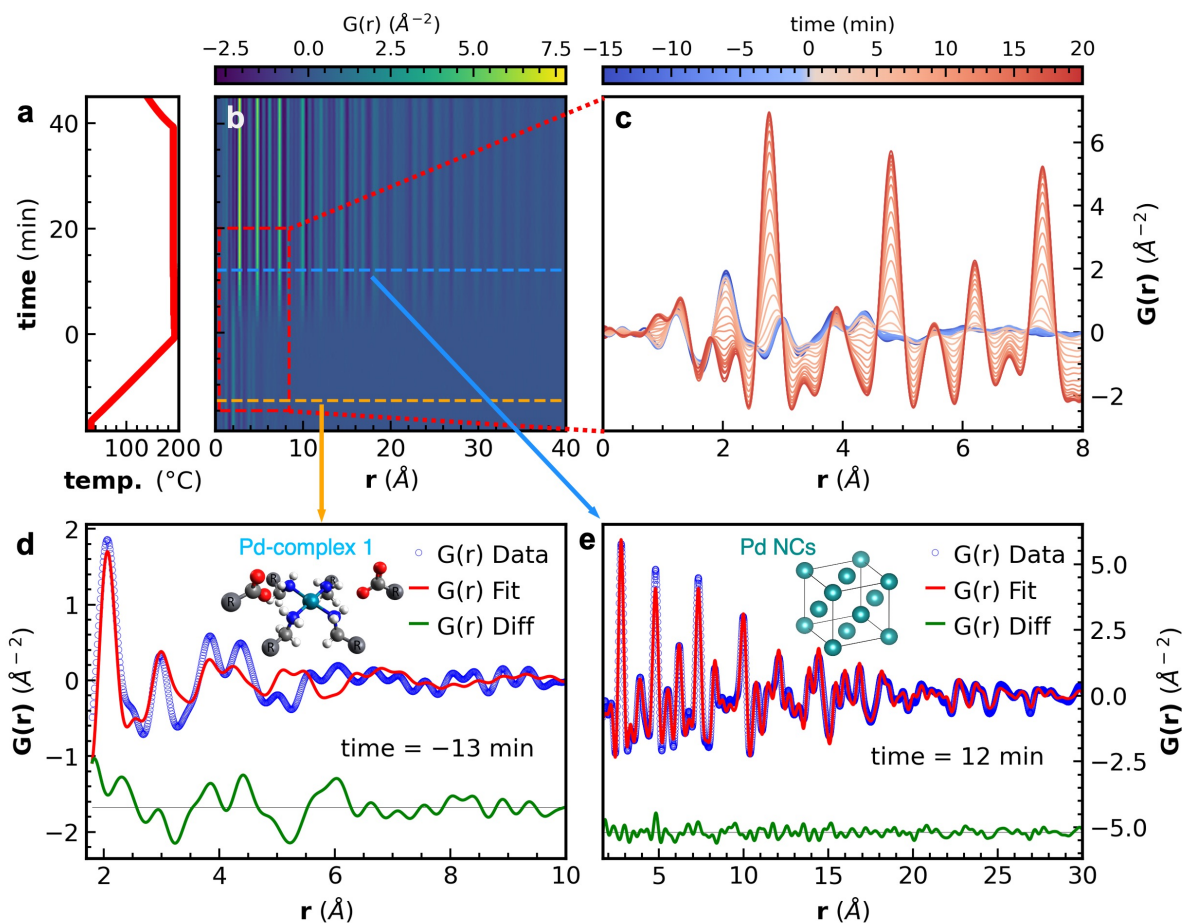 G(r) (Å⁻²)
−2.5 0.0 2.5 5.0 7.5
time (min)
−15 −10 −5 0 5 10 15 20
a
time (min)
40
20
0
100 200
temp. (°C)
b
0 10 20 30 40
r (Å)
c
6
4
2
0
−2
G(r) (Å⁻²)
0 2 4 6 8
r (Å)
d
Pd-complex 1
R R R R R R
G(r) Data
G(r) Fit
G(r) Diff
time = −13 min
G(r) (Å⁻²)
2
1
0
−1
−2
2 4 6 8 10
r (Å)
e
Pd NCs
G(r) Data
G(r) Fit
G(r) Diff
time = 12 min
5.0
2.5
0.0
−2.5
−5.0
G(r) (Å⁻²)
5 10 15 20 25 30
r (Å)